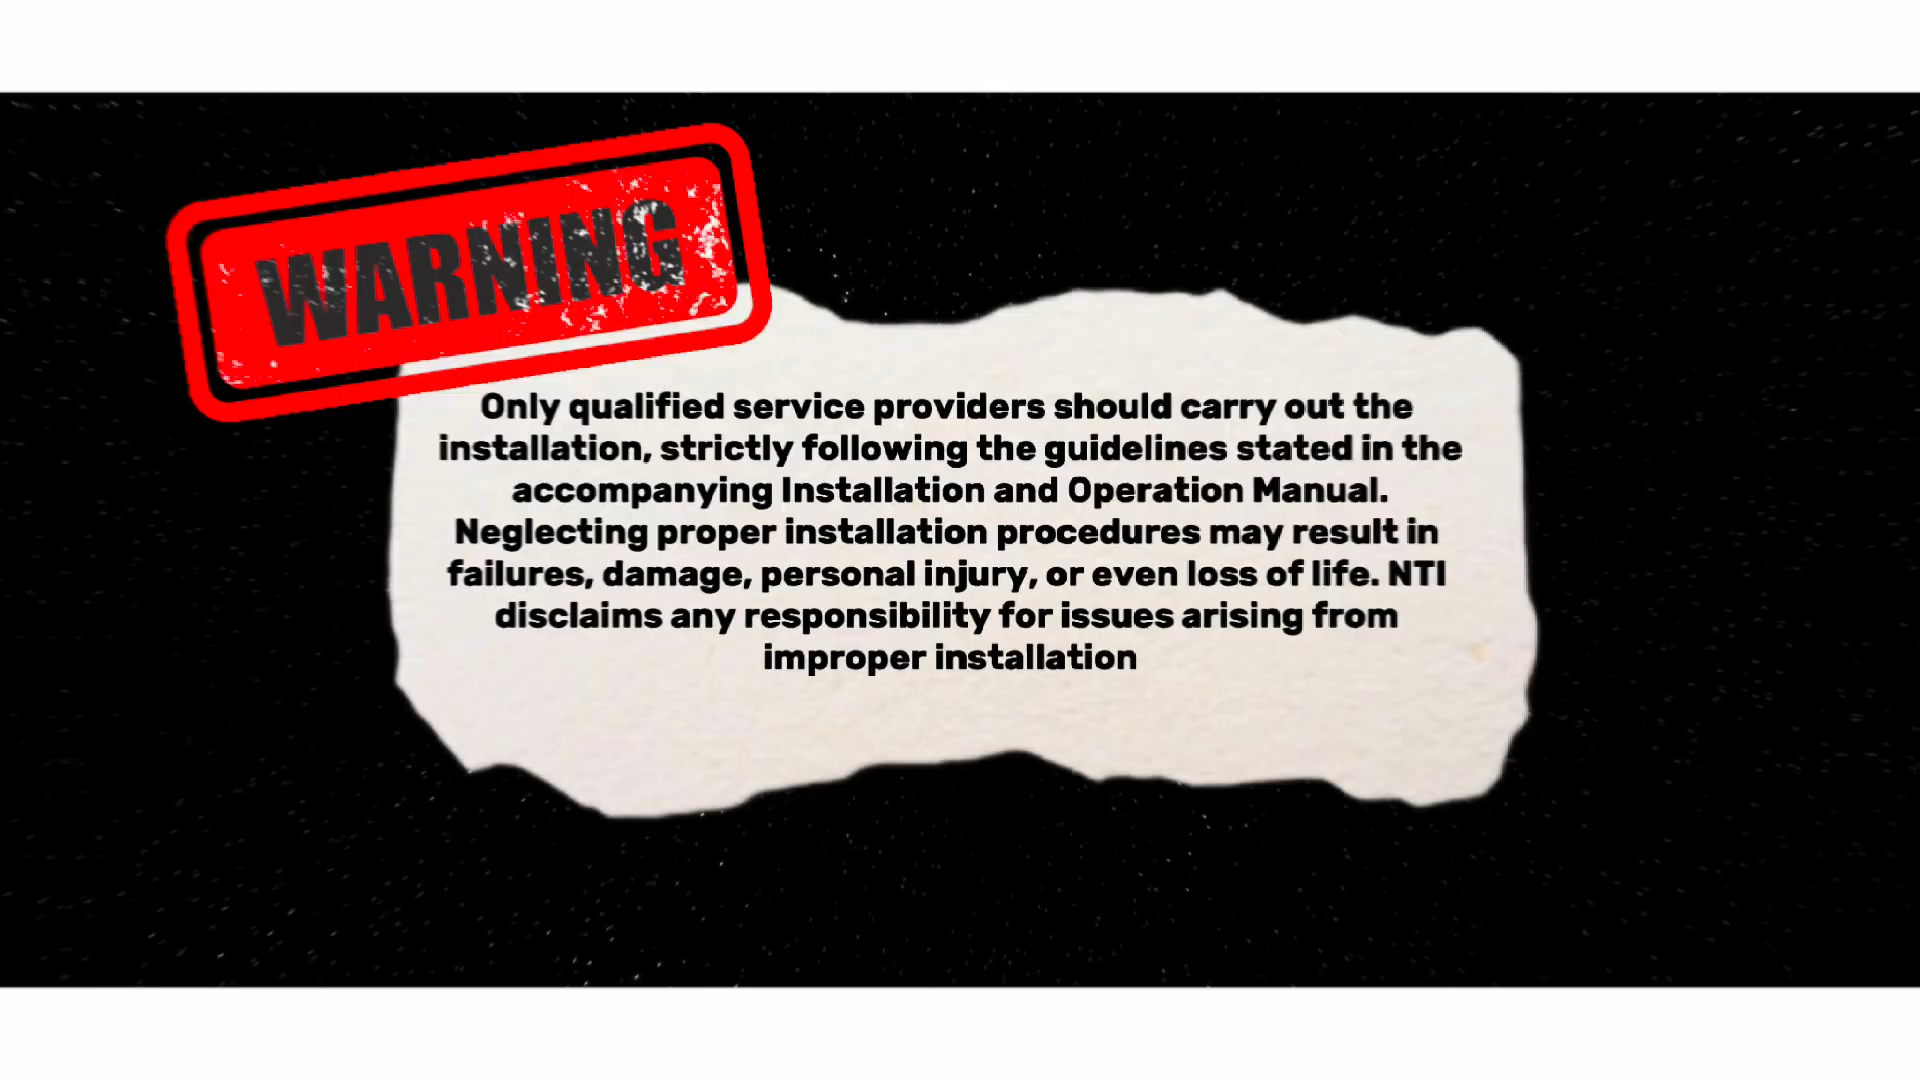 WARNING
Only qualified service providers should carry out the
installation, strictly following the guidelines stated in the
accompanying Installation and Operation Manual.
Neglecting proper installation procedures may result in
failures, damage, personal injury, or even loss of life. NTI
disclaims any responsibility for issues arising from
improper installation